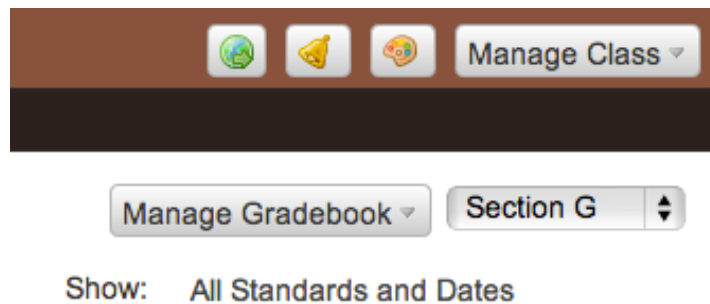 Manage Class
Manage Gradebook Section G
Show: All Standards and Dates